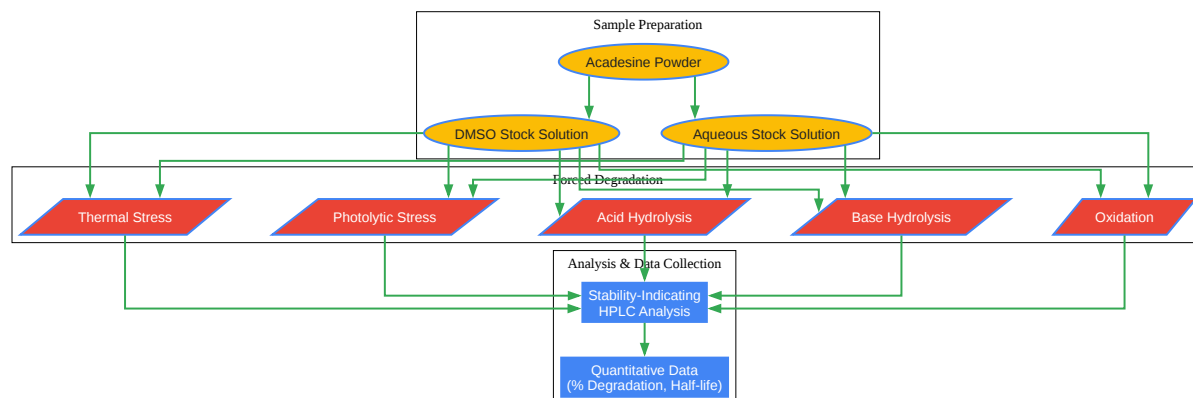 Sample Preparation
Acadesine Powder
DMSO Stock Solution
Aqueous Stock Solution
Forced Degradation
Thermal Stress
Photolytic Stress
Acid Hydrolysis
Base Hydrolysis
Oxidation
Analysis & Data Collection
Stability-Indicating
HPLC Analysis
Quantitative Data
(% Degradation, Half-life)